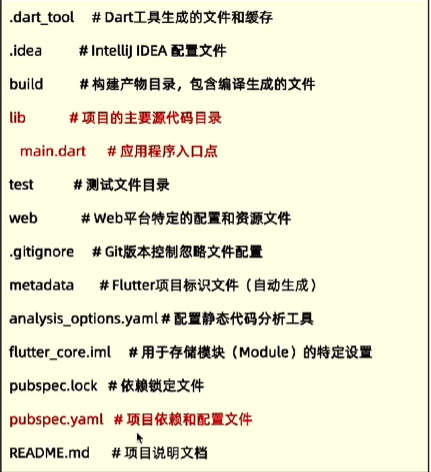 .dart_tool # Dart工具生成的文件和缓存
.idea # IntelliJ IDEA 配置文件
build # 构建产物目录，包含编译生成的文件
lib # 项目的主要源代码目录
main.dart # 应用程序入口点
test # 测试文件目录
web # Web平台特定的配置和资源文件
.gitignore # Git版本控制忽略文件配置
metadata # Flutter项目标识文件（自动生成）
analysis_options.yaml # 配置静态代码分析工具
flutter_core.iml # 用于存储模块（Module）的特定设置
pubspec.lock # 依赖锁定文件
pubspec.yaml # 项目依赖和配置文件
README.md # 项目说明文档